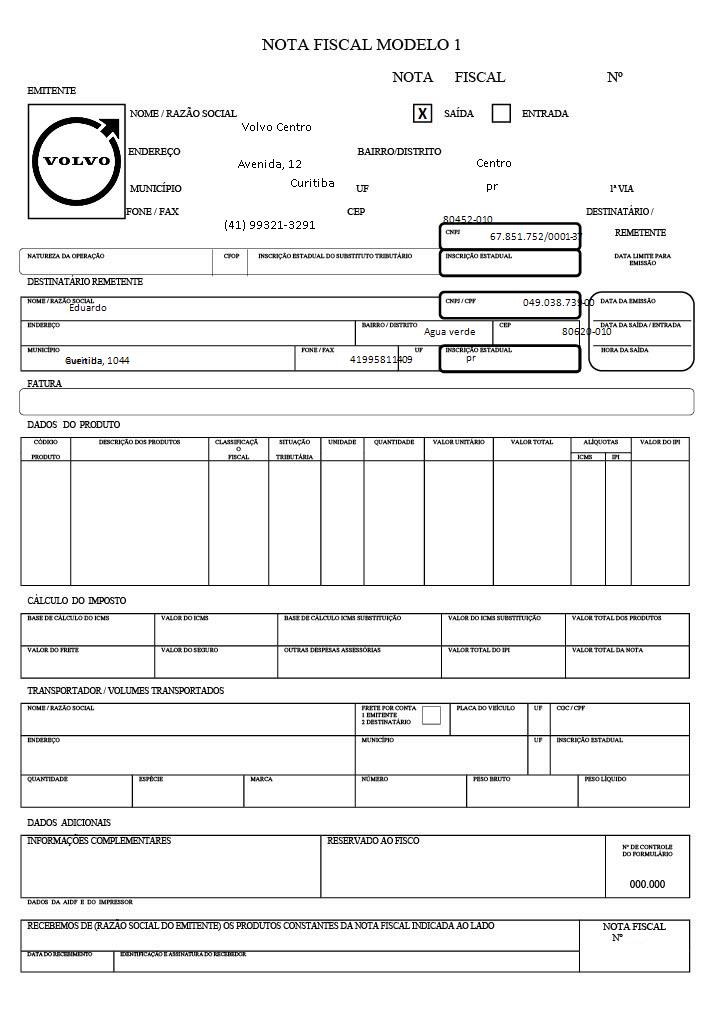 NOTA FISCAL MODELO 1
NOTA FISCAL Nº
EMITENTE
NOME / RAZÃO SOCIAL X SAÍDA ENTRADA
Volvo Centro
VOLVO
ENDEREÇO BAIRRO/DISTRITO
Avenida, 12 Centro
MUNICÍPIO Curitiba UF pr 1ª VIA
FONE / FAX CEP DESTINATÁRIO /
(41) 99321-3291 80452-010
CNPJ 67.851.752/0001-37 REMETENTE
NATUREZA DA OPERAÇÃO CFOP INSCRIÇÃO ESTADUAL DO SUBSTITUTO TRIBUTÁRIO INSCRIÇÃO ESTADUAL DATA LIMITE PARA
EMISSÃO
DESTINATÁRIO REMETENTE
NOME / RAZÃO SOCIAL CNPJ / CPF 049.038.739-00 DATA DA EMISSÃO
Eduardo
ENDEREÇO BAIRRO / DISTRITO Agua verde CEP 80620-010 DATA DA SAÍDA / ENTRADA
MUNICÍPIO FONE / FAX UF INSCRIÇÃO ESTADUAL HORA DA SAÍDA
, 1044 41995811409 pr
FATURA
DADOS DO PRODUTO
CÓDIGO DESCRIÇÃO DOS PRODUTOS CLASSIFICAÇÃ SITUAÇÃO UNIDADE QUANTIDADE VALOR UNITÁRIO VALOR TOTAL ALÍQUOTAS VALOR DO IPI
O
PRODUTO FISCAL TRIBUTÁRIA ICMS IPI
CÁLCULO DO IMPOSTO
BASE DE CÁLCULO DO ICMS VALOR DO ICMS BASE DE CÁLCULO ICMS SUBSTITUIÇÃO VALOR DO ICMS SUBSTITUIÇÃO VALOR TOTAL DOS PRODUTOS
VALOR DO FRETE VALOR DO SEGURO OUTRAS DESPESAS ASSESSÓRIAS VALOR TOTAL DO IPI VALOR TOTAL DA NOTA
TRANSPORTADOR / VOLUMES TRANSPORTADOS
NOME / RAZÃO SOCIAL FRETE POR CONTA PLACA DO VEÍCULO UF CGC / CPF
1 EMITENTE
2 DESTINATÁRIO
ENDEREÇO MUNICÍPIO UF INSCRIÇÃO ESTADUAL
QUANTIDADE ESPÉCIE MARCA NÚMERO PESO BRUTO PESO LÍQUIDO
DADOS ADICIONAIS
INFORMAÇÕES COMPLEMENTARES RESERVADO AO FISCO Nº DE CONTROLE
DO FORMULÁRIO
000.000
DADOS DA AIDF E DO IMPRESSOR
RECEBEMOS DE (RAZÃO SOCIAL DO EMITENTE) OS PRODUTOS CONSTANTES DA NOTA FISCAL INDICADA AO LADO NOTA FISCAL
Nº
DATA DO RECEBIMENTO IDENTIFICAÇÃO E ASSINATURA DO RECEBEDOR